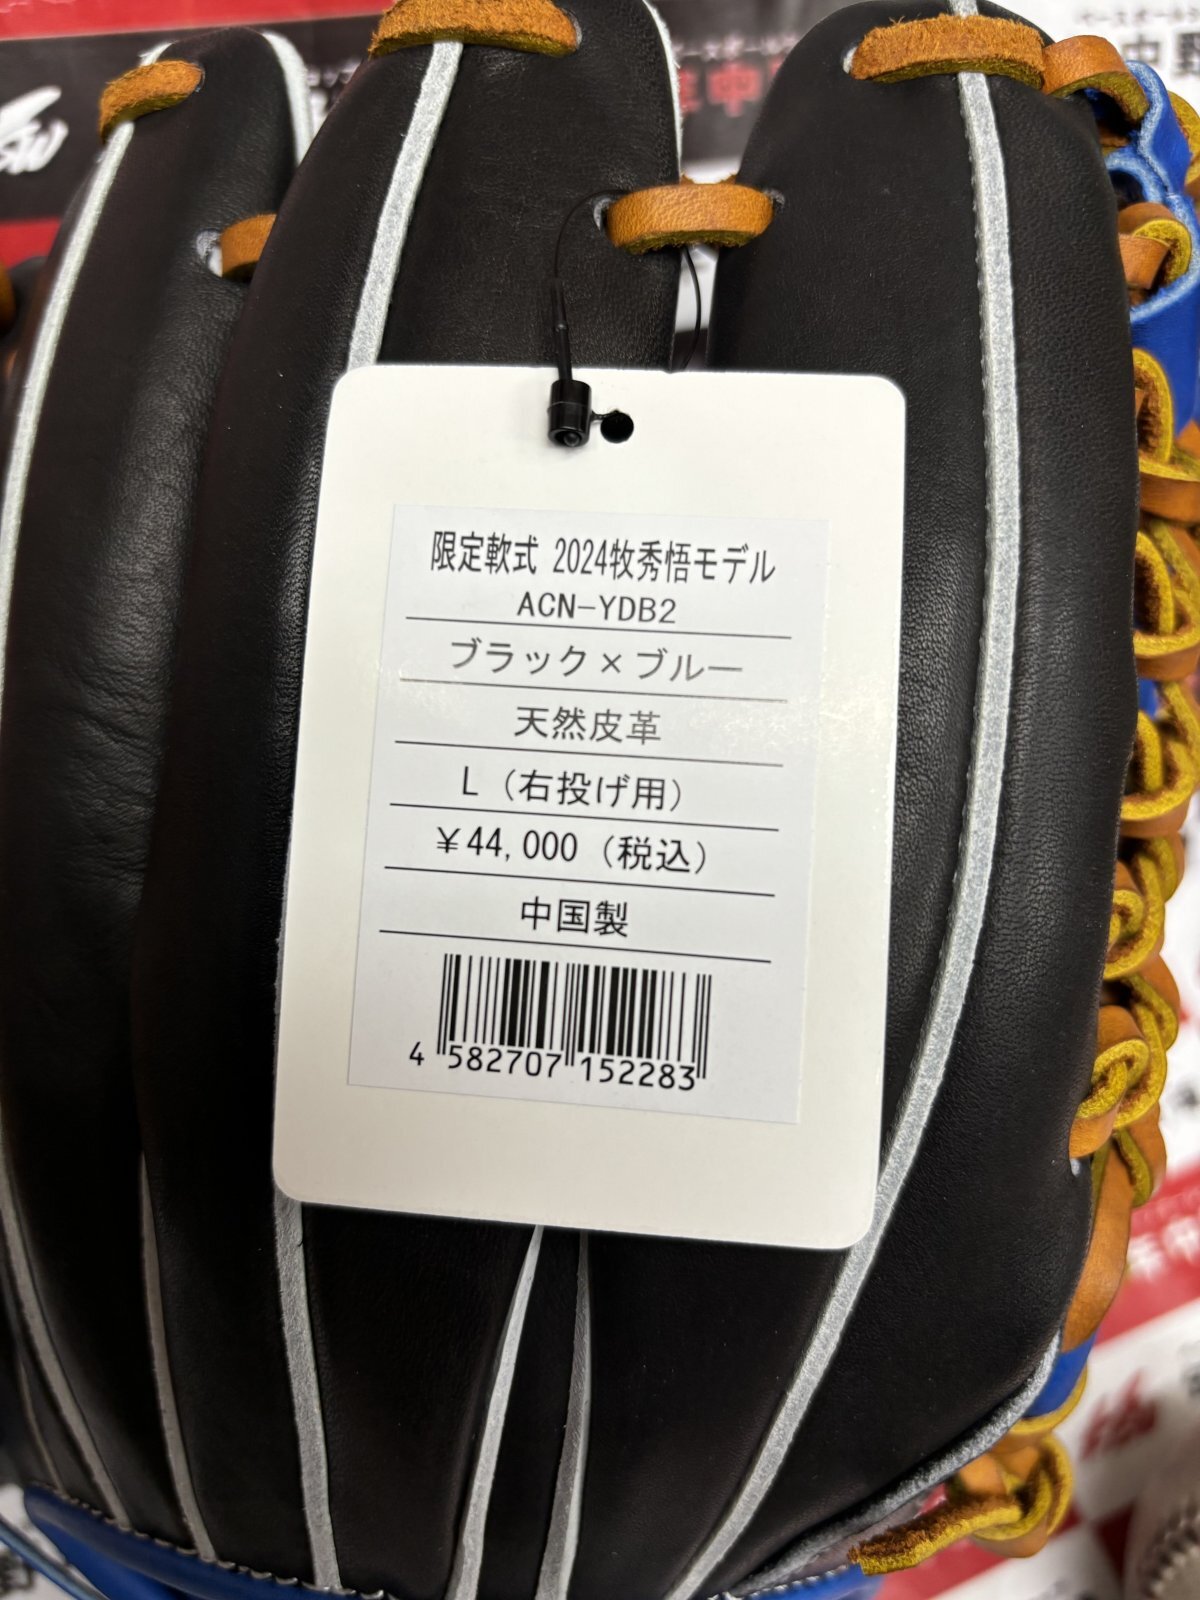 限定軟式 2024牧秀悟モデル
ACN-YDB2
ブラック×ブルー
天然皮革
L（右投げ用）
￥44,000（税込）
中国製
4 582707 152283